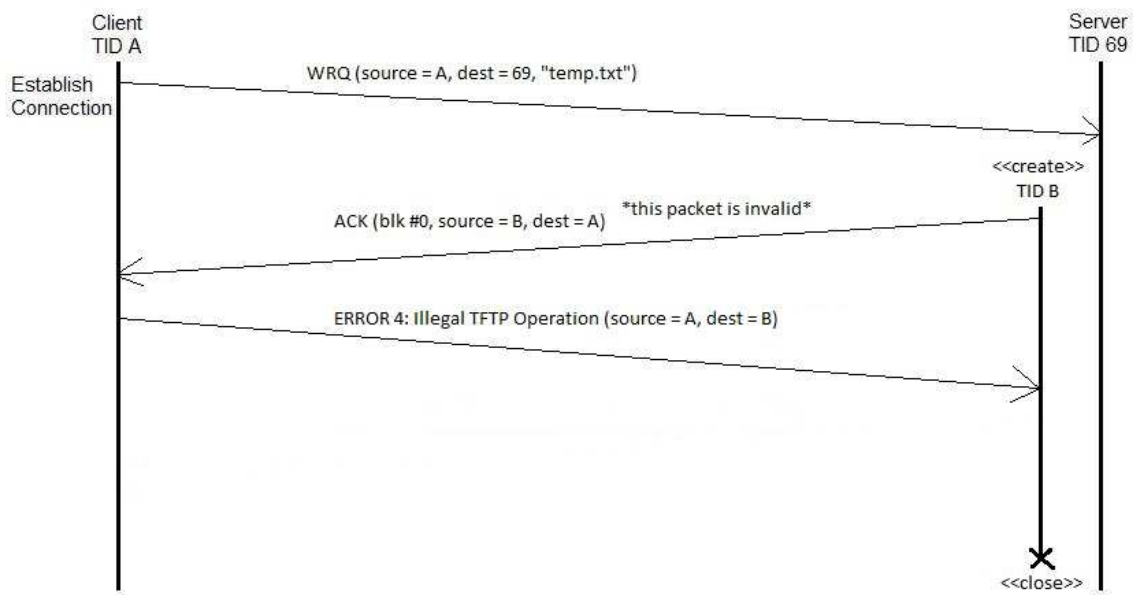 Client
TID A
Server
TID 69
WRQ (source = A, dest = 69, "temp.txt")
Establish
Connection
<<create>>
TID B
*this packet is invalid*
ACK (blk #0, source = B, dest = A)
ERROR 4: Illegal TFTP Operation (source = A, dest = B)
<<close>>